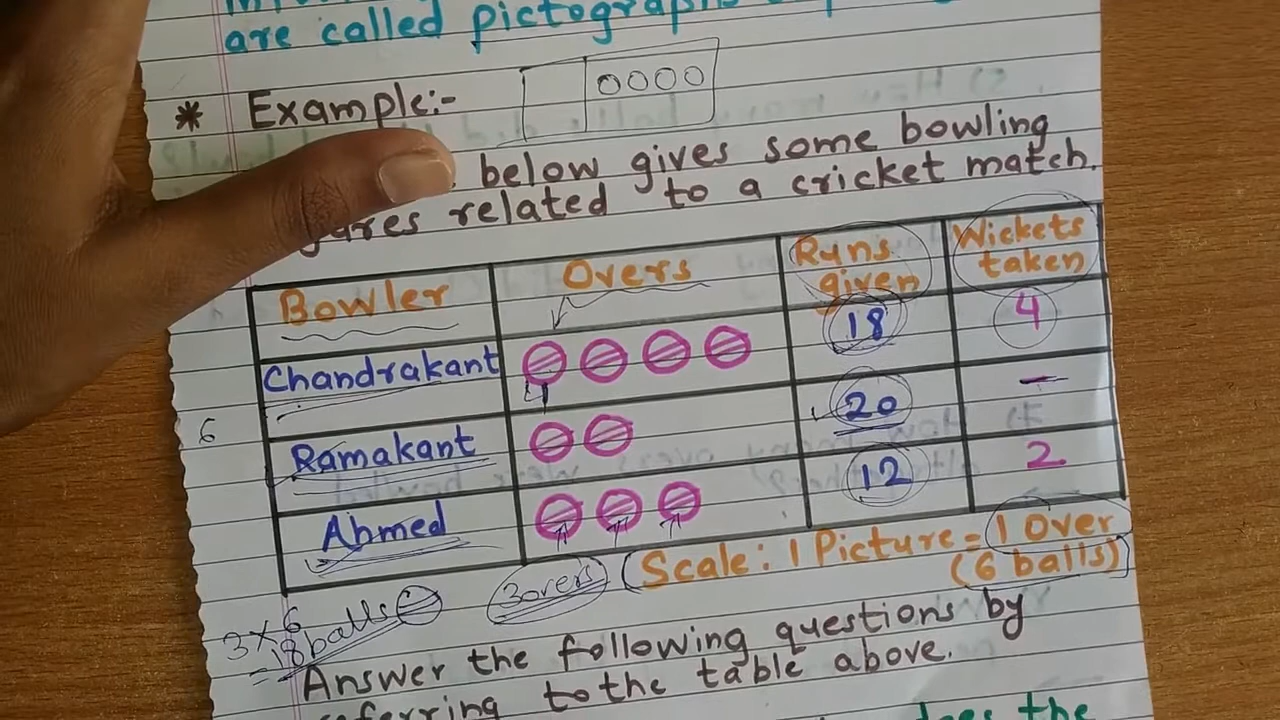 are called pictographs
* Example:-
below gives some bowling
related to a cricket match.
Bowler Overs Runs given Wickets taken
Chandrakant 18 4
Ramakant 20 -
Ahmed 12 2
6
3 overs (Scale: 1 Picture = 1 Over
(6 balls))
3 x 6
= 18 balls
Answer the following questions by
referring to the table above.
does the